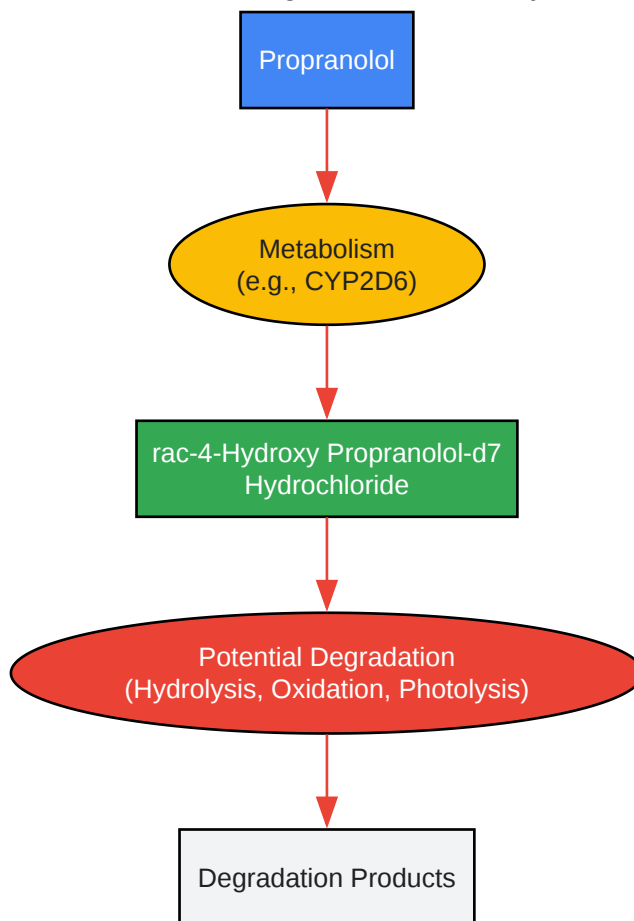 Propranolol
Metabolism
(e.g., CYP2D6)
rac-4-Hydroxy Propranolol-d7
Hydrochloride
Potential Degradation
(Hydrolysis, Oxidation, Photolysis)
Degradation Products